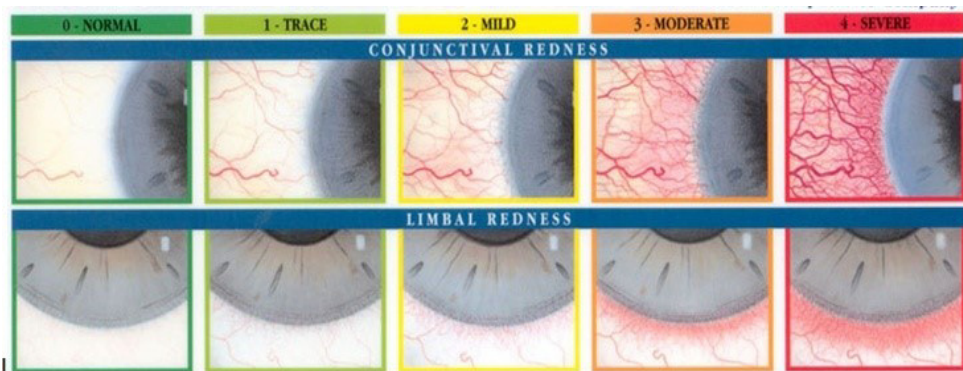 0 - NORMAL 1 - TRACE 2 - MILD 3 - MODERATE 4 - SEVERE
CONJUNCTIVAL REDNESS
LIMBAL REDNESS